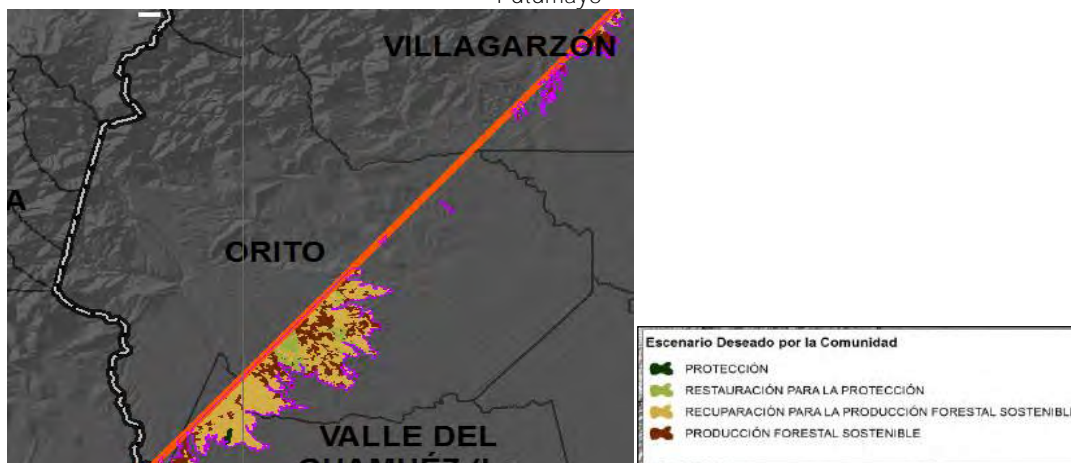 Putumayo
VILLAGARZÓN
A
ORITO
VALLE DEL
Escenario Deseado por la Comunidad
PROTECCIÓN
RESTAURACIÓN PARA LA PROTECCIÓN
RECUPARACIÓN PARA LA PRODUCCIÓN FORESTAL SOSTENIBLE
PRODUCCIÓN FORESTAL SOSTENIBLE